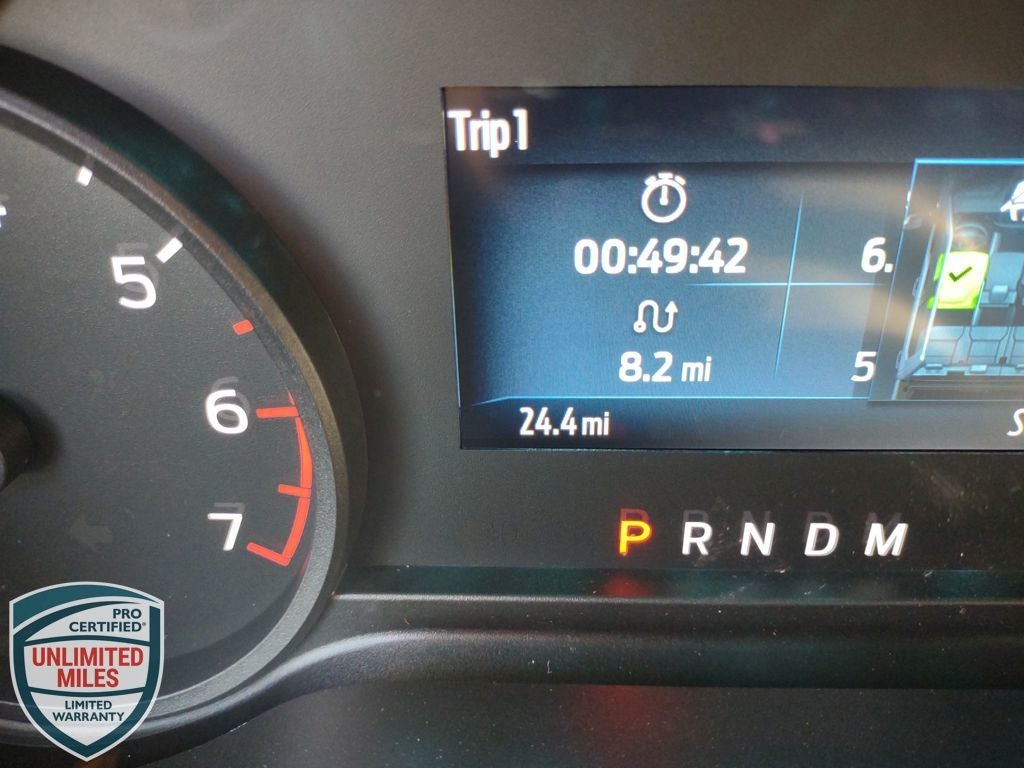 Trip 1
00:49:42
6.
8.2 mi
5
24.4 mi
S
P R N D M
5
6
7
PRO
CERTIFIED®
UNLIMITED
MILES
LIMITED
WARRANTY